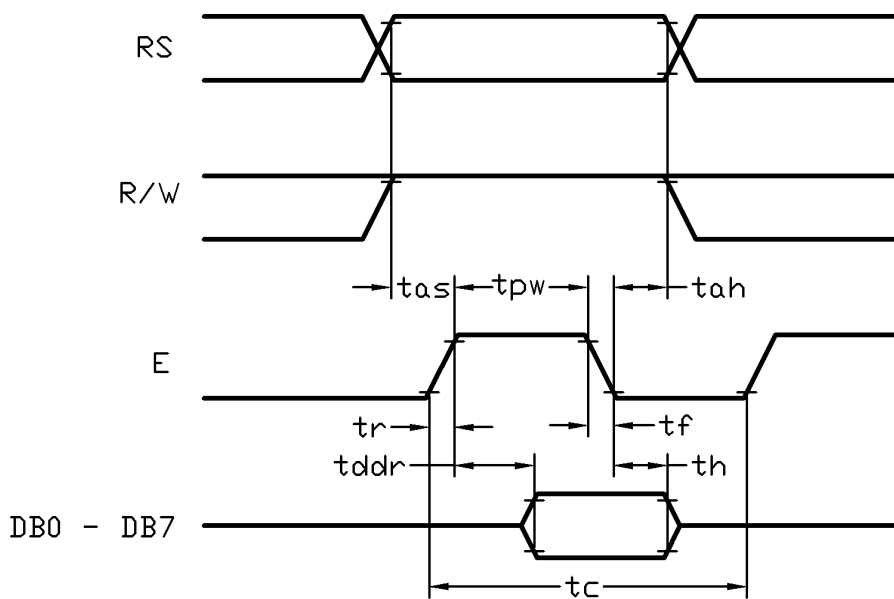 RS
R/W
tas tpw tah
E
tr tf
tddr th
DB0 - DB7
tc